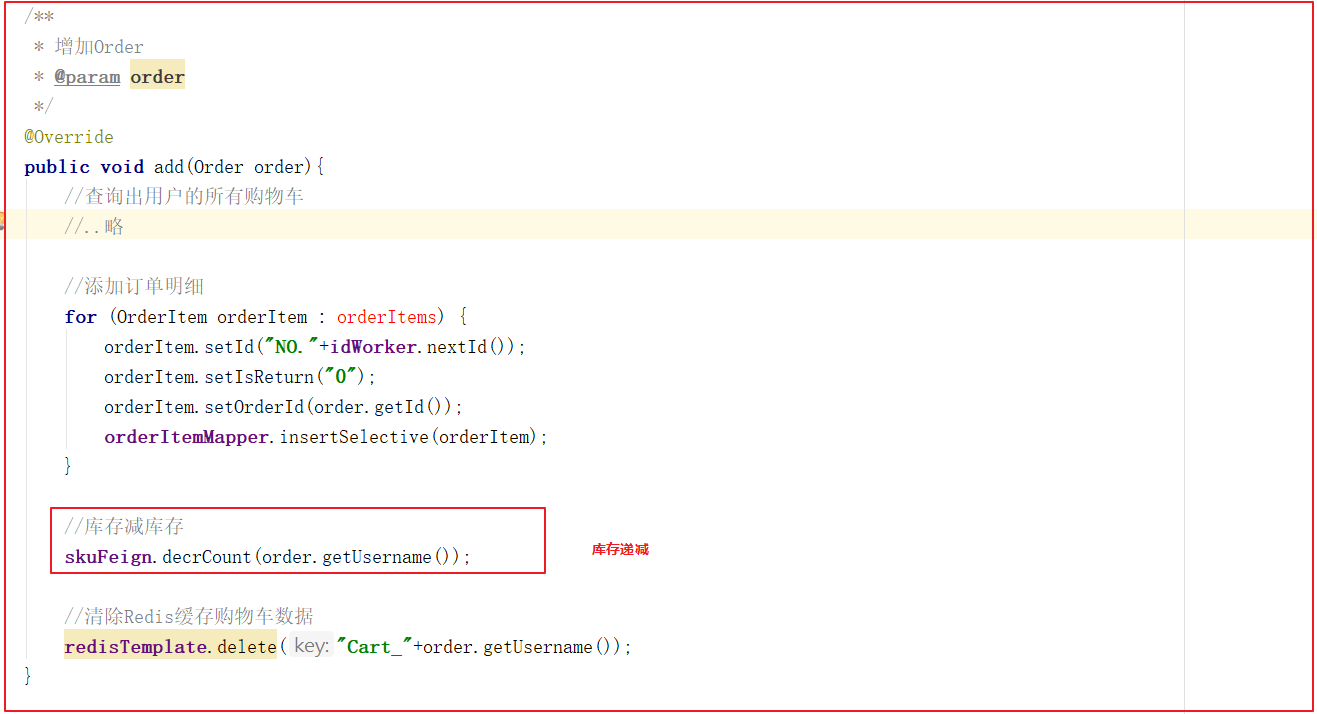 /**
 * 增加Order
 * @param order
 */
@Override
public void add(Order order){
    //查询出用户的所有购物车
    //..略
    //添加订单明细
    for (OrderItem orderItem : orderItems) {
        orderItem.setId("NO."+idWorker.nextId());
        orderItem.setIsReturn("0");
        orderItem.setOrderId(order.getId());
        orderItemMapper.insertSelective(orderItem);
    }
    //库存减库存
    skuFeign.decrCount(order.getUsername());
库存递减
    //清除Redis缓存购物车数据
    redisTemplate.delete( key: "Cart_"+order.getUsername());
}